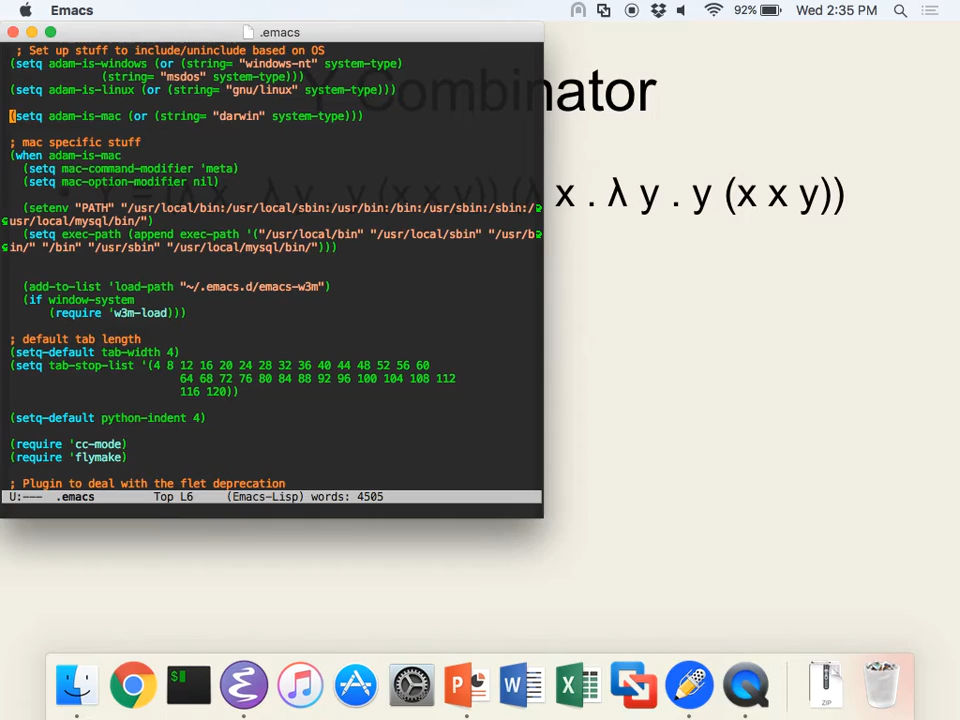 Emacs
92%
Wed 2:35 PM
.emacs
; Set up stuff to include/uninclude based on OS
(setq adam-is-windows (or (string= "windows-nt" system-type)
(string= "msdos" system-type)))
(setq adam-is-linux (or (string= "gnu/linux" system-type)))
(setq adam-is-mac (or (string= "darwin" system-type)))
; mac specific stuff
(when adam-is-mac
(setq mac-command-modifier 'meta)
(setq mac-option-modifier nil)
(setenv "PATH" "/usr/local/bin:/usr/local/sbin:/usr/bin:/bin:/usr/sbin:/sbin:/
usr/local/mysql/bin/")
(setq exec-path (append exec-path '("/usr/local/bin" "/usr/local/sbin" "/usr/b
in/" "/bin" "/usr/sbin" "/usr/local/mysql/bin/")))
(add-to-list 'load-path "~/.emacs.d/emacs-w3m")
(if window-system
(require 'w3m-load)))
; default tab length
(setq-default tab-width 4)
(setq tab-stop-list '(4 8 12 16 20 24 28 32 36 40 44 48 52 56 60
64 68 72 76 80 84 88 92 96 100 104 108 112
116 120))
(setq-default python-indent 4)
(require 'cc-mode)
(require 'flymake)
; Plugin to deal with the flet deprecation
U:--- .emacs Top L6 (Emacs-Lisp) words: 4505
Y Combinator
x . λ y . y (x x y))
$
P
W
X
ZIP